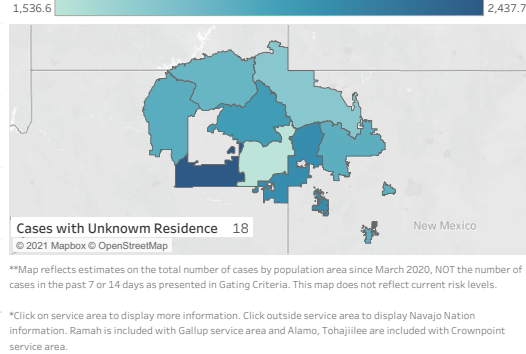 1,536.6
2,437.7
New Mexico
Cases with Unknowm Residence 18
© 2021 Mapbox © OpenStreetMap
**Map reflects estimates on the total number of cases by population area since March 2020, NOT the number of
cases in the past 7 or 14 days as presented in Gating Criteria. This map does not reflect current risk levels.
*Click on service area to display more information. Click outside service area to display Navajo Nation
information. Ramah is included with Gallup service area and Alamo, Tohajiilee are included with Crownpoint
service area.